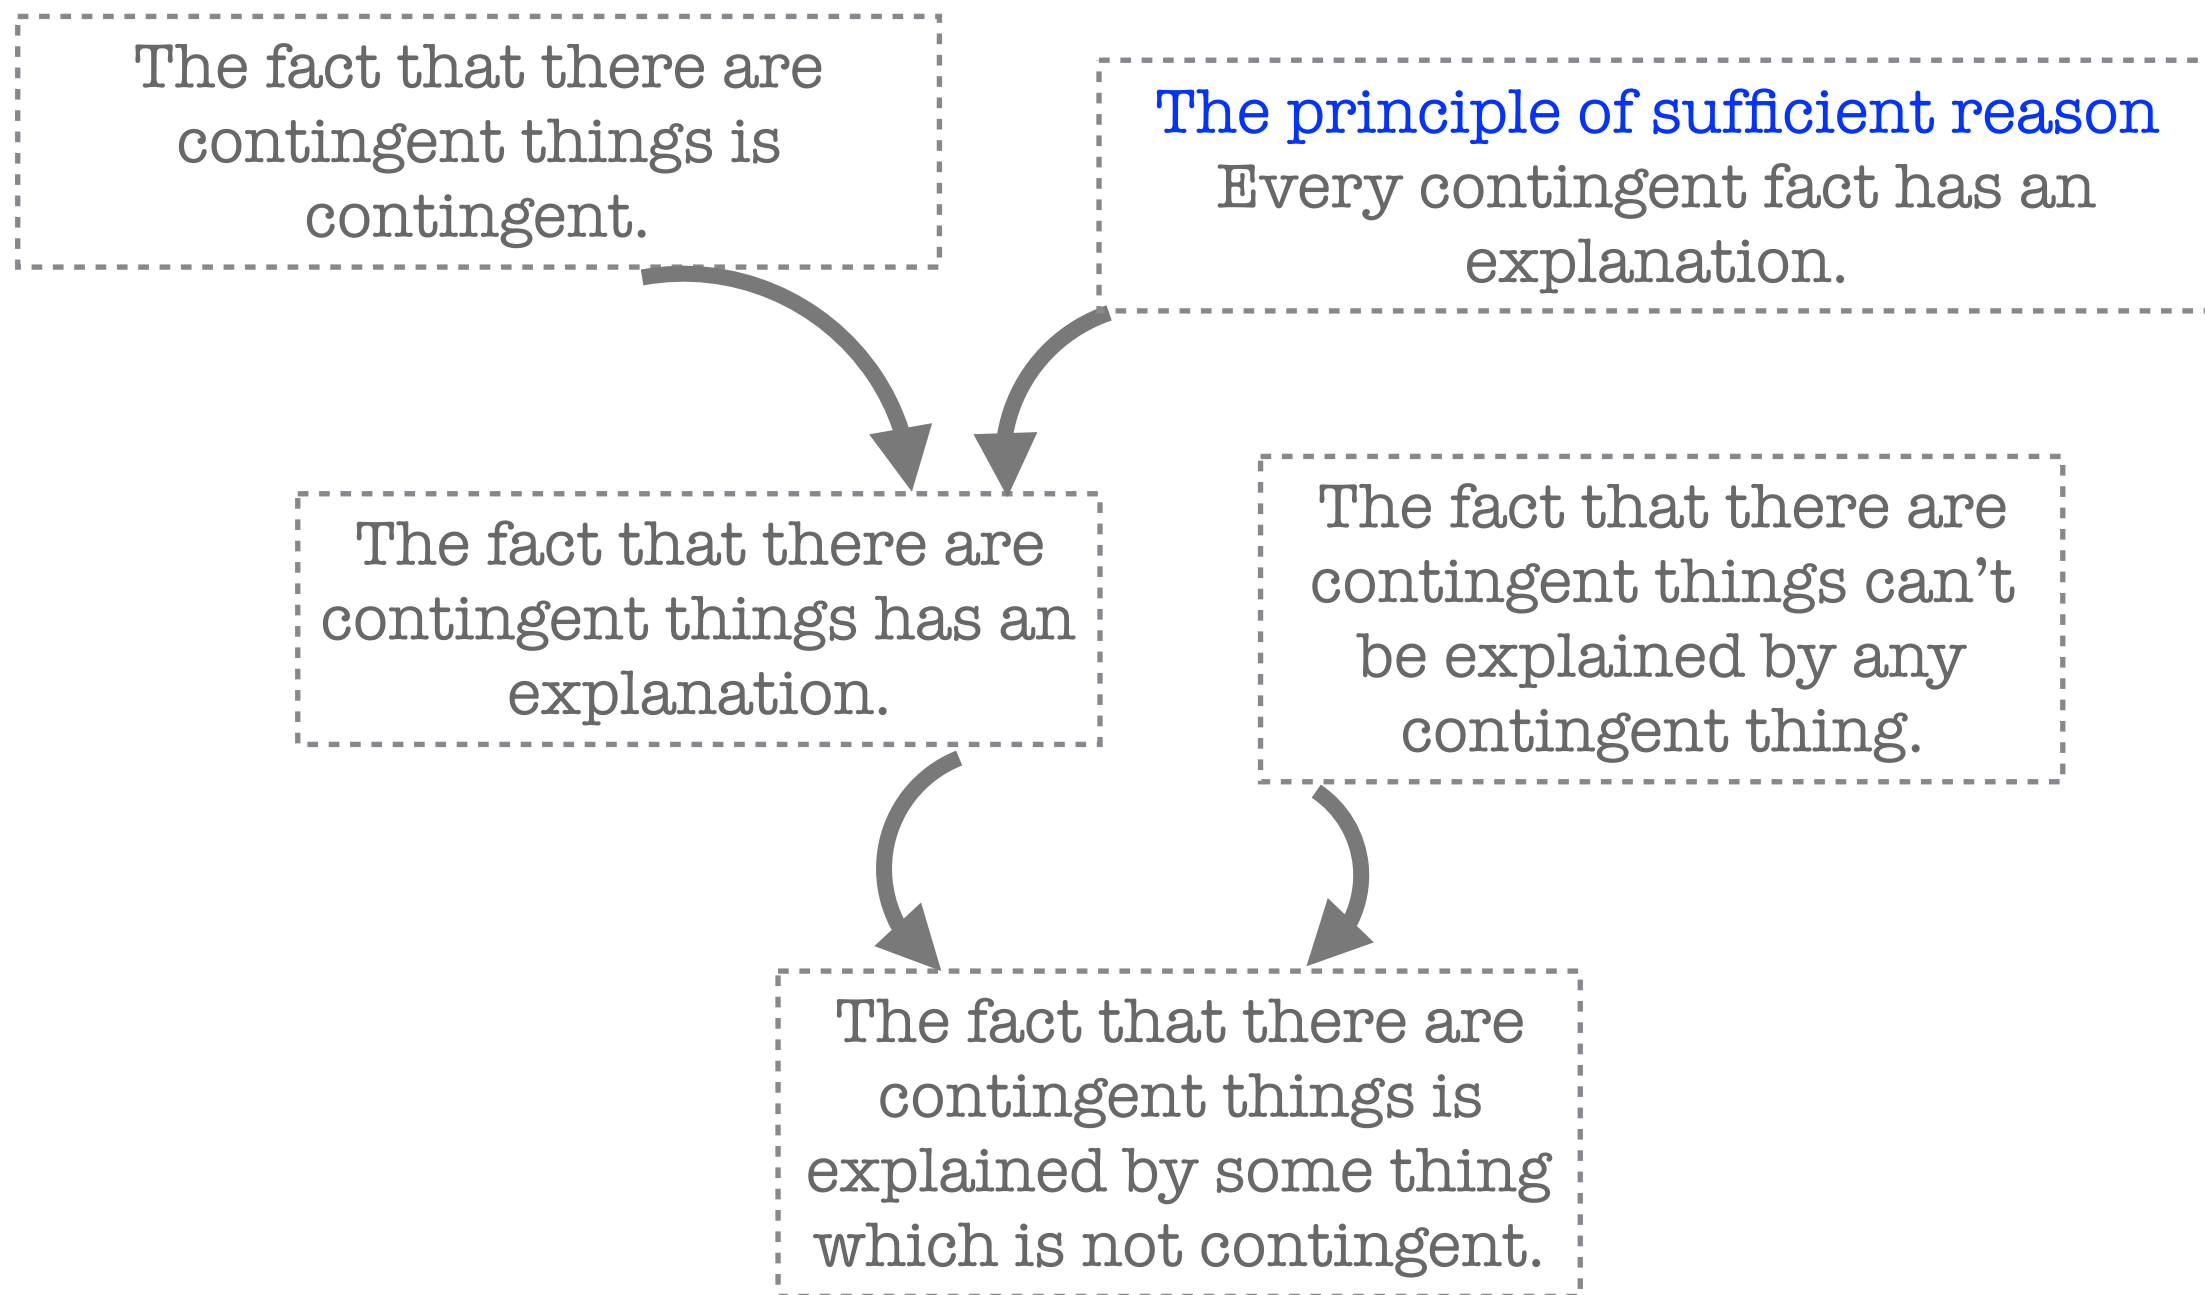 The fact that there are
contingent things is
contingent.
The principle of sufficient reason
Every contingent fact has an
explanation.
The fact that there are
contingent things has an
explanation.
The fact that there are
contingent things can’t
be explained by any
contingent thing.
The fact that there are
contingent things is
explained by some thing
which is not contingent.